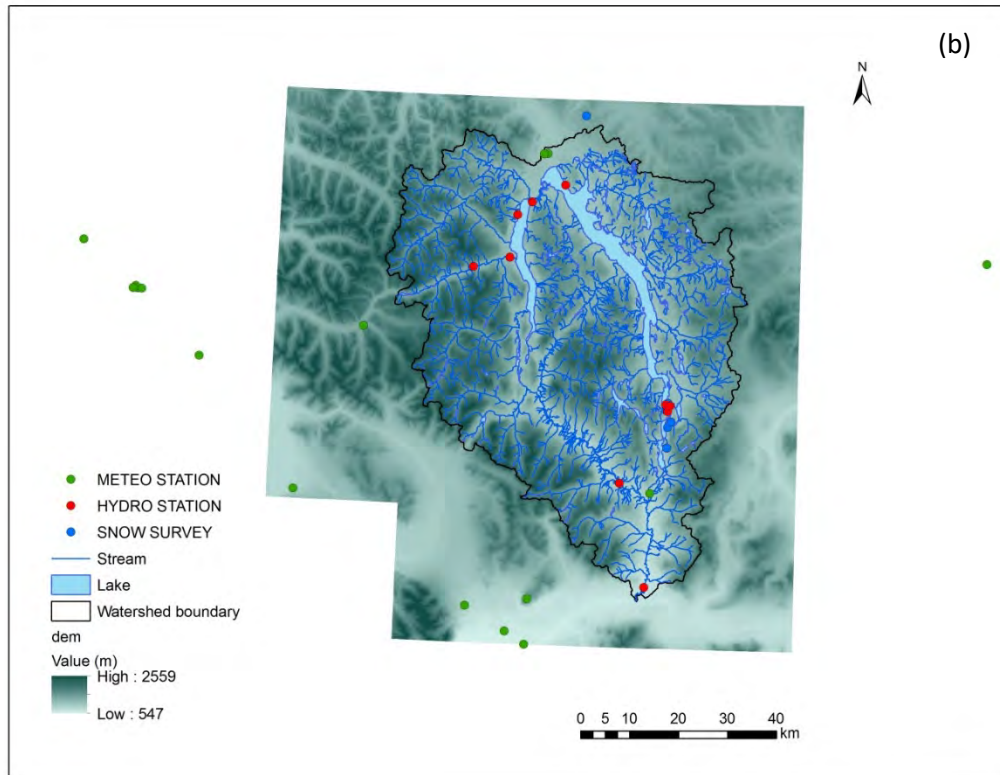 (b)
N
METEO STATION
HYDRO STATION
SNOW SURVEY
Stream
Lake
Watershed boundary
dem
Value (m)
High : 2559
Low : 547
0 5 10 20 30 40
km